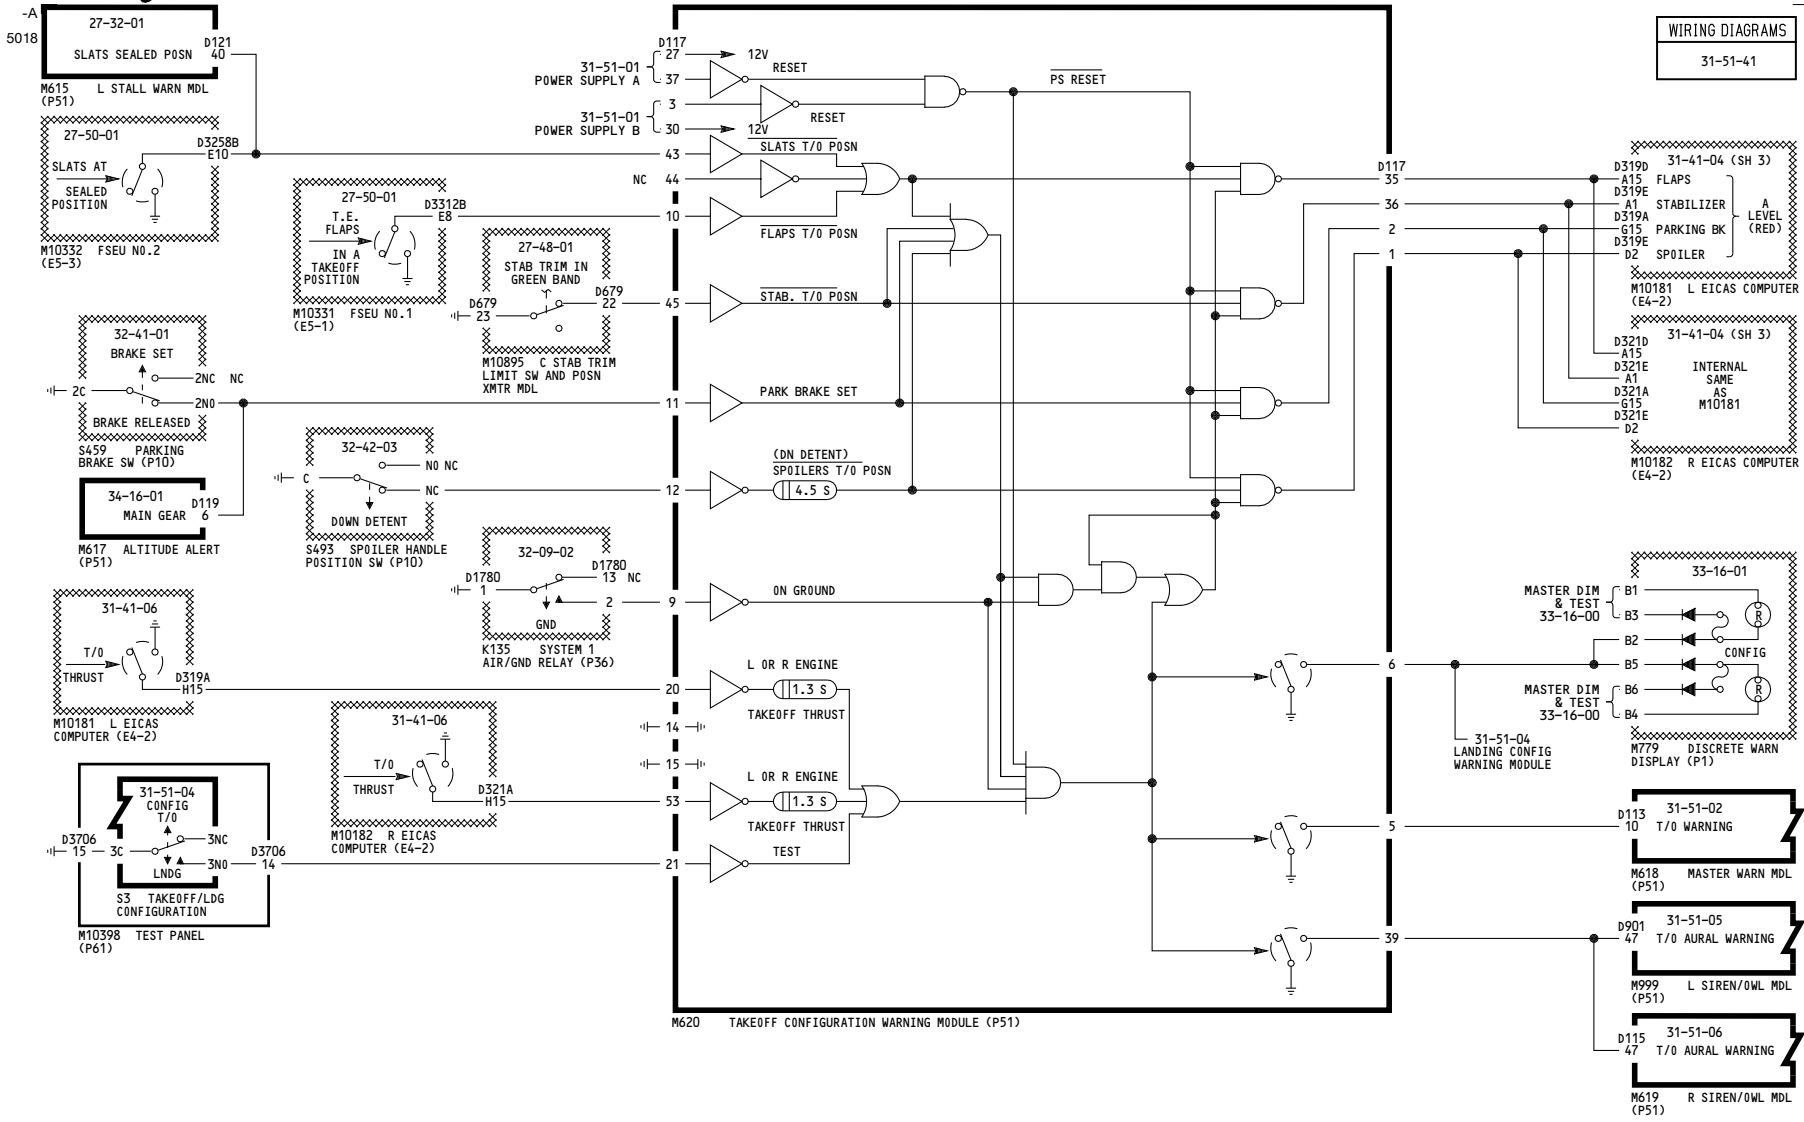 -A
5018
27-32-01
SLATS SEALED POSN
D121
40
M615 L STALL WARN MDL
(P51)
27-50-01
SLATS AT
SEALED
POSITION
D3258B
E10
M10332 FSEU NO.2
(E5-3)
27-50-01
T.E.
FLAPS
IN A
TAKEOFF
POSITION
D3312B
E8
M10331 FSEU NO.1
(E5-1)
27-48-01
STAB TRIM IN
GREEN BAND
D679
23
D679
22
M10895 C STAB TRIM
LIMIT SW AND POSN
XMTR MDL
32-41-01
BRAKE SET
2NC NC
2C
2NO
BRAKE RELEASED
S459 PARKING
BRAKE SW (P10)
34-16-01
MAIN GEAR
D119
6
M617 ALTITUDE ALERT
(P51)
32-42-03
NO NC
C
NC
DOWN DETENT
S493 SPOILER HANDLE
POSITION SW (P10)
32-09-02
D1780
1
D1780
13 NC
2
GND
K135 SYSTEM 1
AIR/GND RELAY (P36)
31-41-06
T/O
THRUST
D319A
H15
M10181 L EICAS
COMPUTER (E4-2)
31-41-06
T/O
THRUST
D321A
H15
M10182 R EICAS
COMPUTER (E4-2)
31-51-04
CONFIG
T/O
3NC
D3706
15
3C
3NO
D3706
14
LNDG
S3 TAKEOFF/LDG
CONFIGURATION
M10398 TEST PANEL
(P61)
31-51-01
POWER SUPPLY A
31-51-01
POWER SUPPLY B
D117
27
12V
37
RESET
3
RESET
30
12V
43
SLATS T/O POSN
NC 44
10
FLAPS T/O POSN
45
STAB. T/O POSN
11
PARK BRAKE SET
12
(DN DETENT)
SPOILERS T/O POSN
4.5 S
9
ON GROUND
20
L OR R ENGINE
1.3 S
TAKEOFF THRUST
14
15
53
L OR R ENGINE
1.3 S
TAKEOFF THRUST
21
TEST
PS RESET
M620 TAKEOFF CONFIGURATION WARNING MODULE (P51)
D117
35
36
2
1
6
5
39
WIRING DIAGRAMS
31-51-41
31-41-04 (SH 3)
D319D
A15 FLAPS
D319E
A1 STABILIZER
D319A
G15 PARKING BK
D319E
D2 SPOILER
A
LEVEL
(RED)
M10181 L EICAS COMPUTER
(E4-2)
31-41-04 (SH 3)
D321D
A15
D321E
A1
D321A
G15
D321E
D2
INTERNAL
SAME
AS
M10181
M10182 R EICAS COMPUTER
(E4-2)
33-16-01
MASTER DIM
& TEST
33-16-00
B1
B3
B2
B5
B6
B4
R
CONFIG
R
MASTER DIM
& TEST
33-16-00
31-51-04
LANDING CONFIG
WARNING MODULE
M779 DISCRETE WARN
DISPLAY (P1)
31-51-02
D113
10 T/O WARNING
M618 MASTER WARN MDL
(P51)
31-51-05
D901
47 T/O AURAL WARNING
M999 L SIREN/OWL MDL
(P51)
31-51-06
D115
47 T/O AURAL WARNING
M619 R SIREN/OWL MDL
(P51)